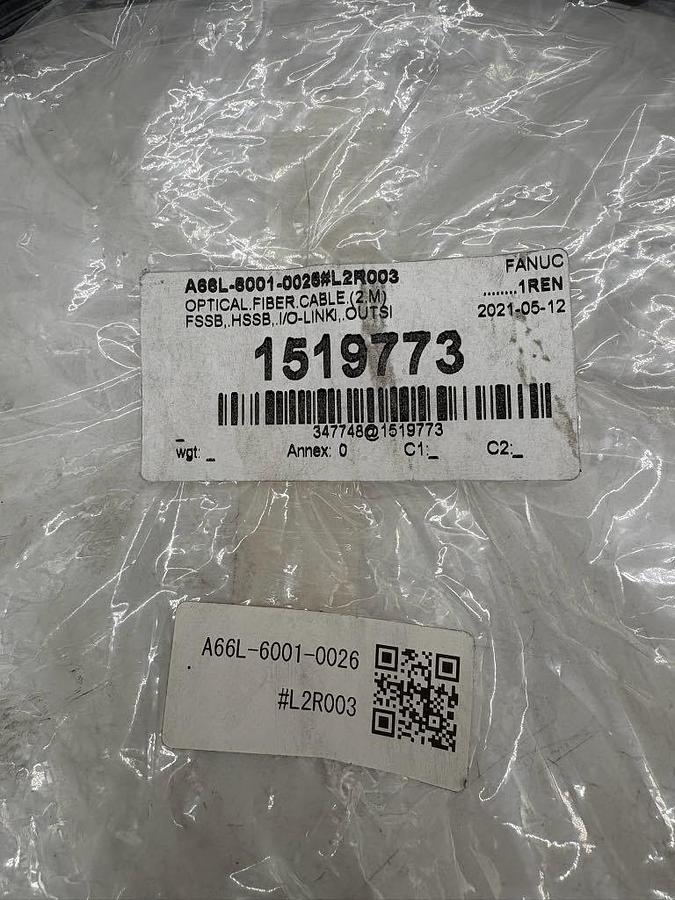 A66L-6001-0026#L2R003
FANUC
OPTICAL.FIBER.CABLE.(2.M)
........1REN
FSSB,.HSSB,.I/O-LINKi,.OUTSI
2021-05-12
1519773
347748@1519773
_
wgt: _ Annex: 0 C1:_ C2:_
A66L-6001-0026
#L2R003